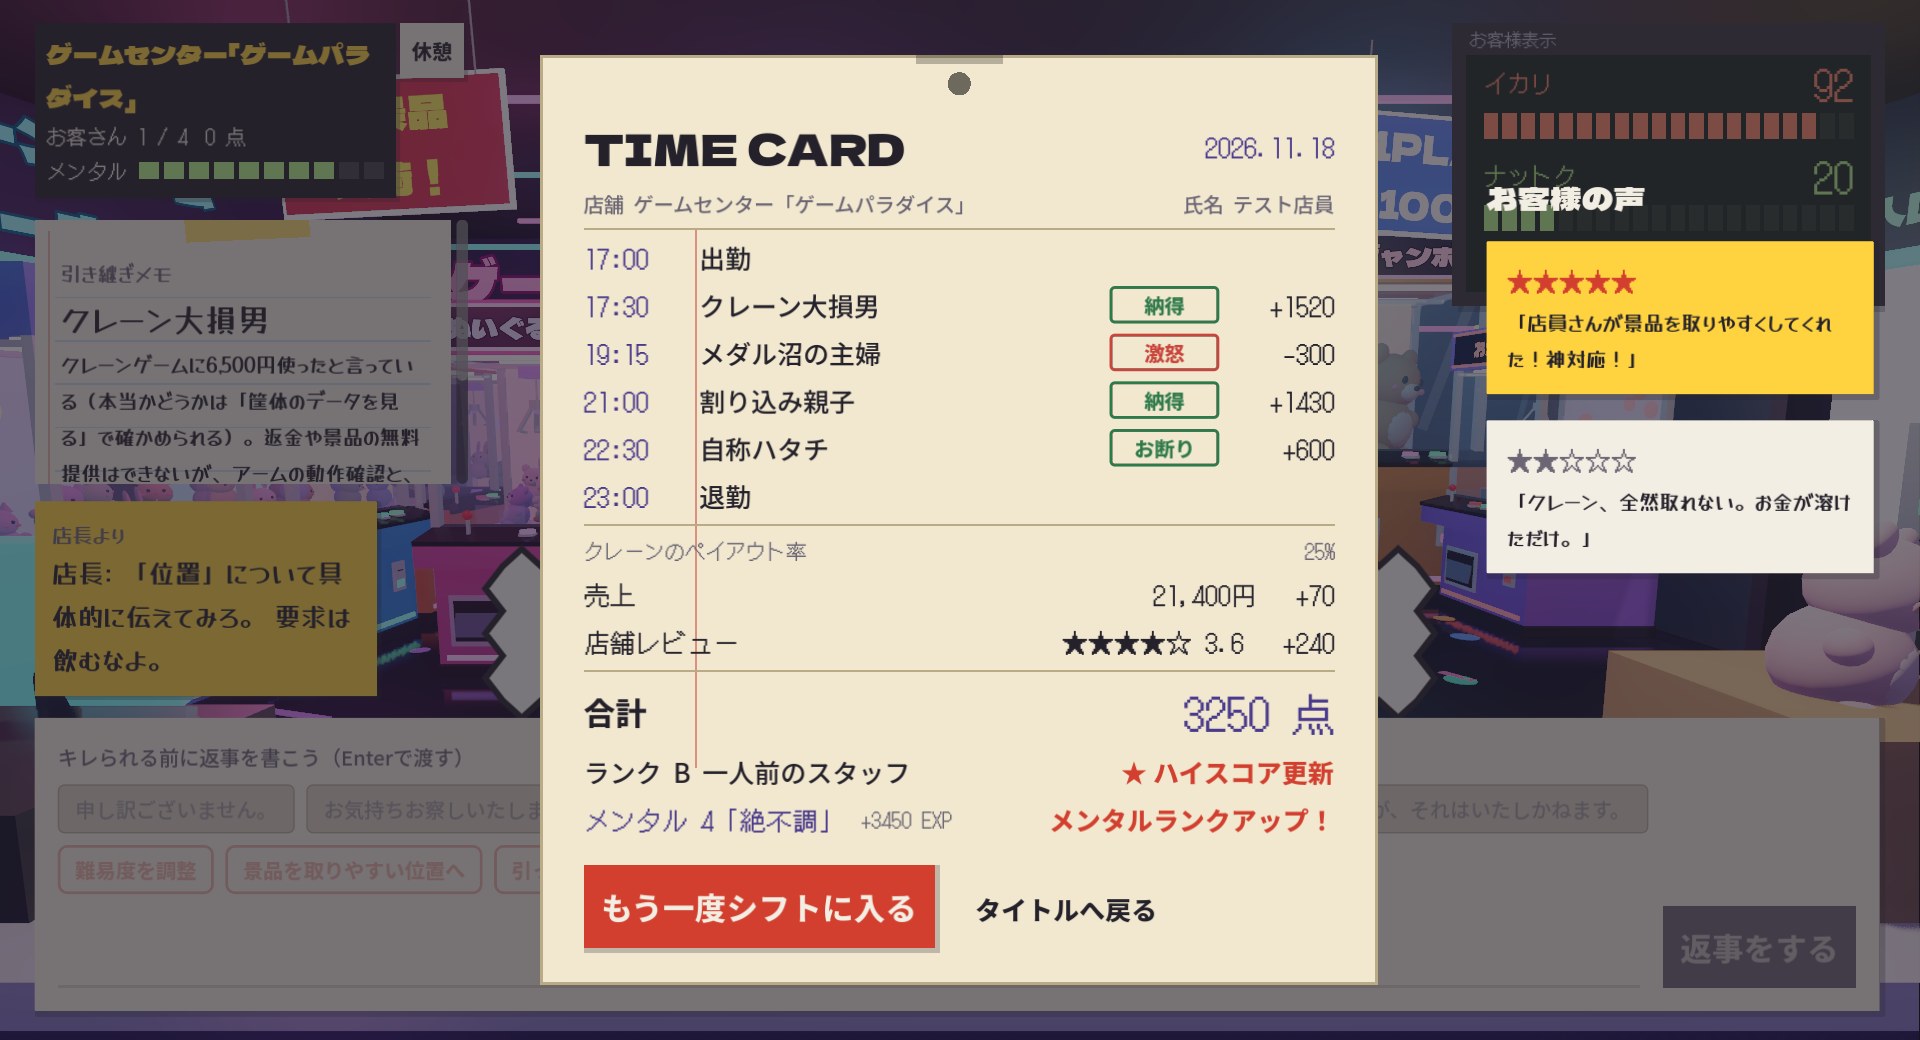 ゲームセンター「ゲームパラ
ダイス」
お客さん 1/4 0点
メンタル
休憩
品
！
引き継ぎメモ
クレーン大損男
クレーンゲームに6,500円使ったと言ってい
る（本当かどうかは「筐体のデータを見
る」で確かめられる）。返金や景品の無料
提供はできないが、アームの動作確認と、
店長より
店長：「位置」について具
体的に伝えてみろ。 要求は
飲むなよ。
TIME CARD
2026.11.18
店舗 ゲームセンター「ゲームパラダイス」
氏名 テスト店員
17:00 出勤
17:30 クレーン大損男 納得 +1520
19:15 メダル沼の主婦 激怒 -300
21:00 割り込み親子 納得 +1430
22:30 自称ハタチ お断り +600
23:00 退勤
クレーンのペイアウト率 25%
売上 21,400円 +70
店舗レビュー ★★★★☆ 3.6 +240
合計 3250 点
ランク B 一人前のスタッフ ★ ハイスコア更新
メンタル 4「絶不調」 +3450 EXP メンタルランクアップ！
もう一度シフトに入る
タイトルへ戻る
お客様表示
イカリ 92
ナットク 20
お客様の声
★★★★★
「店員さんが景品を取りやすくしてくれ
た！神対応！」
★★☆☆☆
「クレーン、全然取れない。お金が溶け
ただけ。」
1PL
100
ャンボ
ゲー
ぬいぐる
キレられる前に返事を書こう（Enterで渡す）
申し訳ございません。
お気持ちお察しいたしま
が、それはいたしかねます。
難易度を調整
景品を取りやすい位置へ
引っ
返事をする